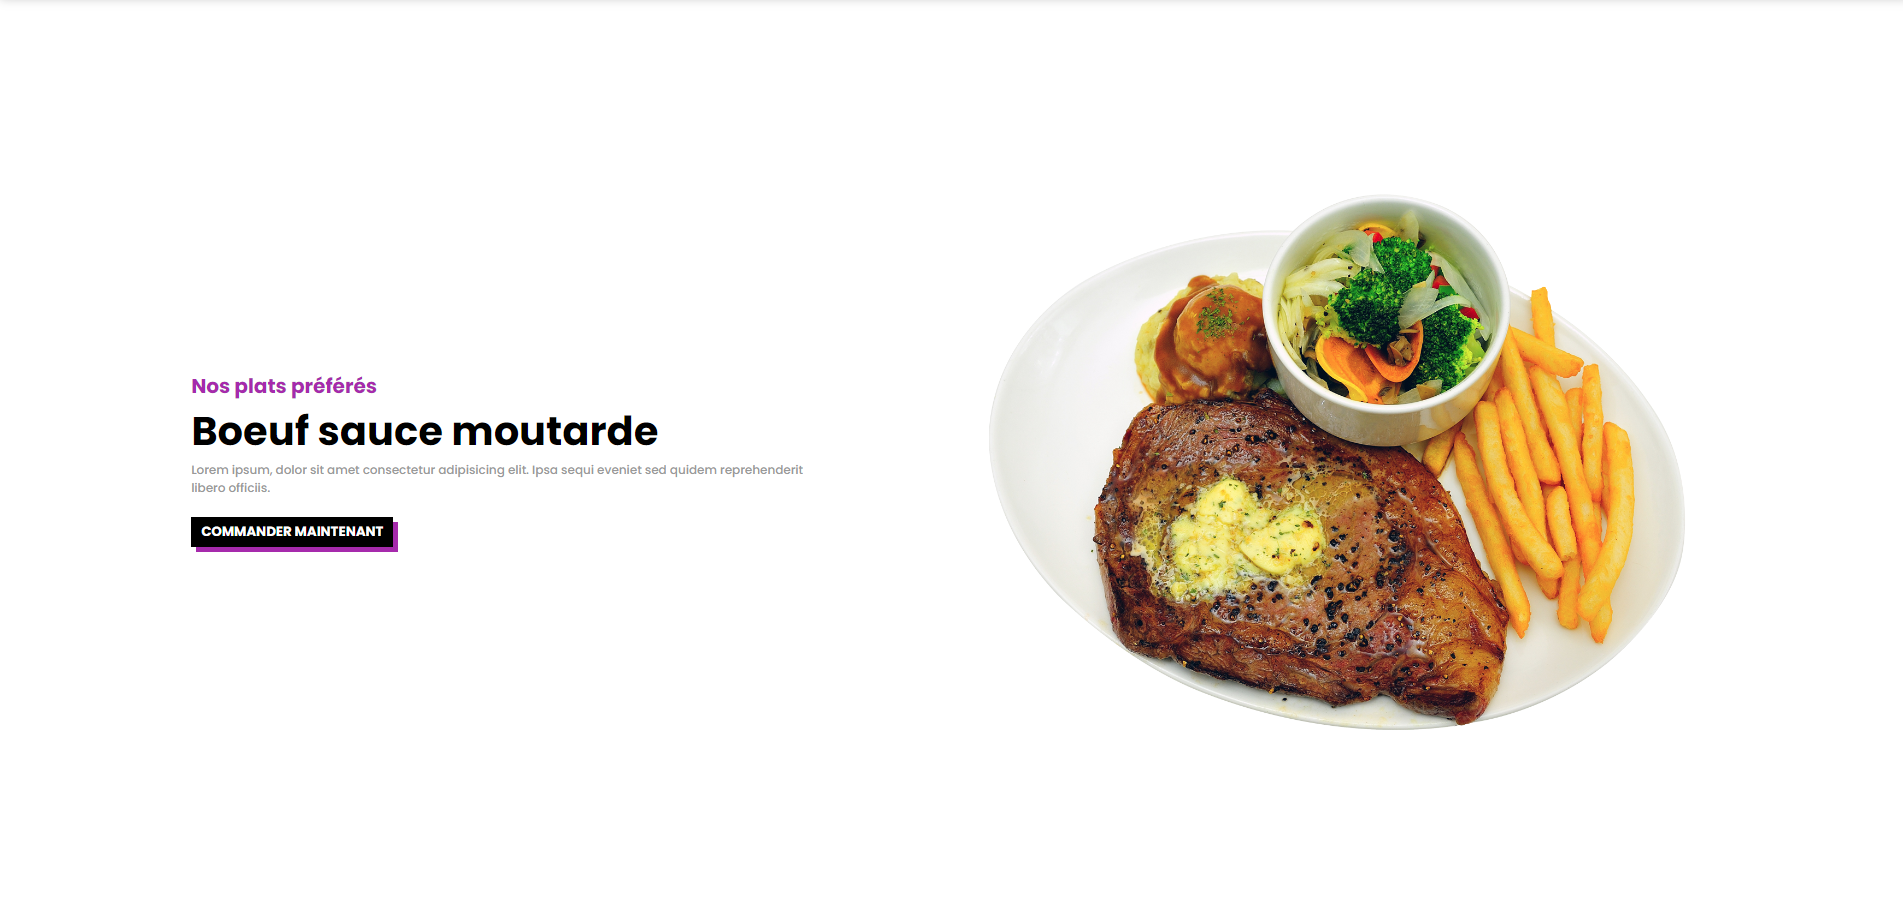 Nos plats préférés
Boeuf sauce moutarde
Lorem ipsum, dolor sit amet consectetur adipisicing elit. Ipsa sequi eveniet sed quidem reprehenderit
libero officiis.
COMMANDER MAINTENANT